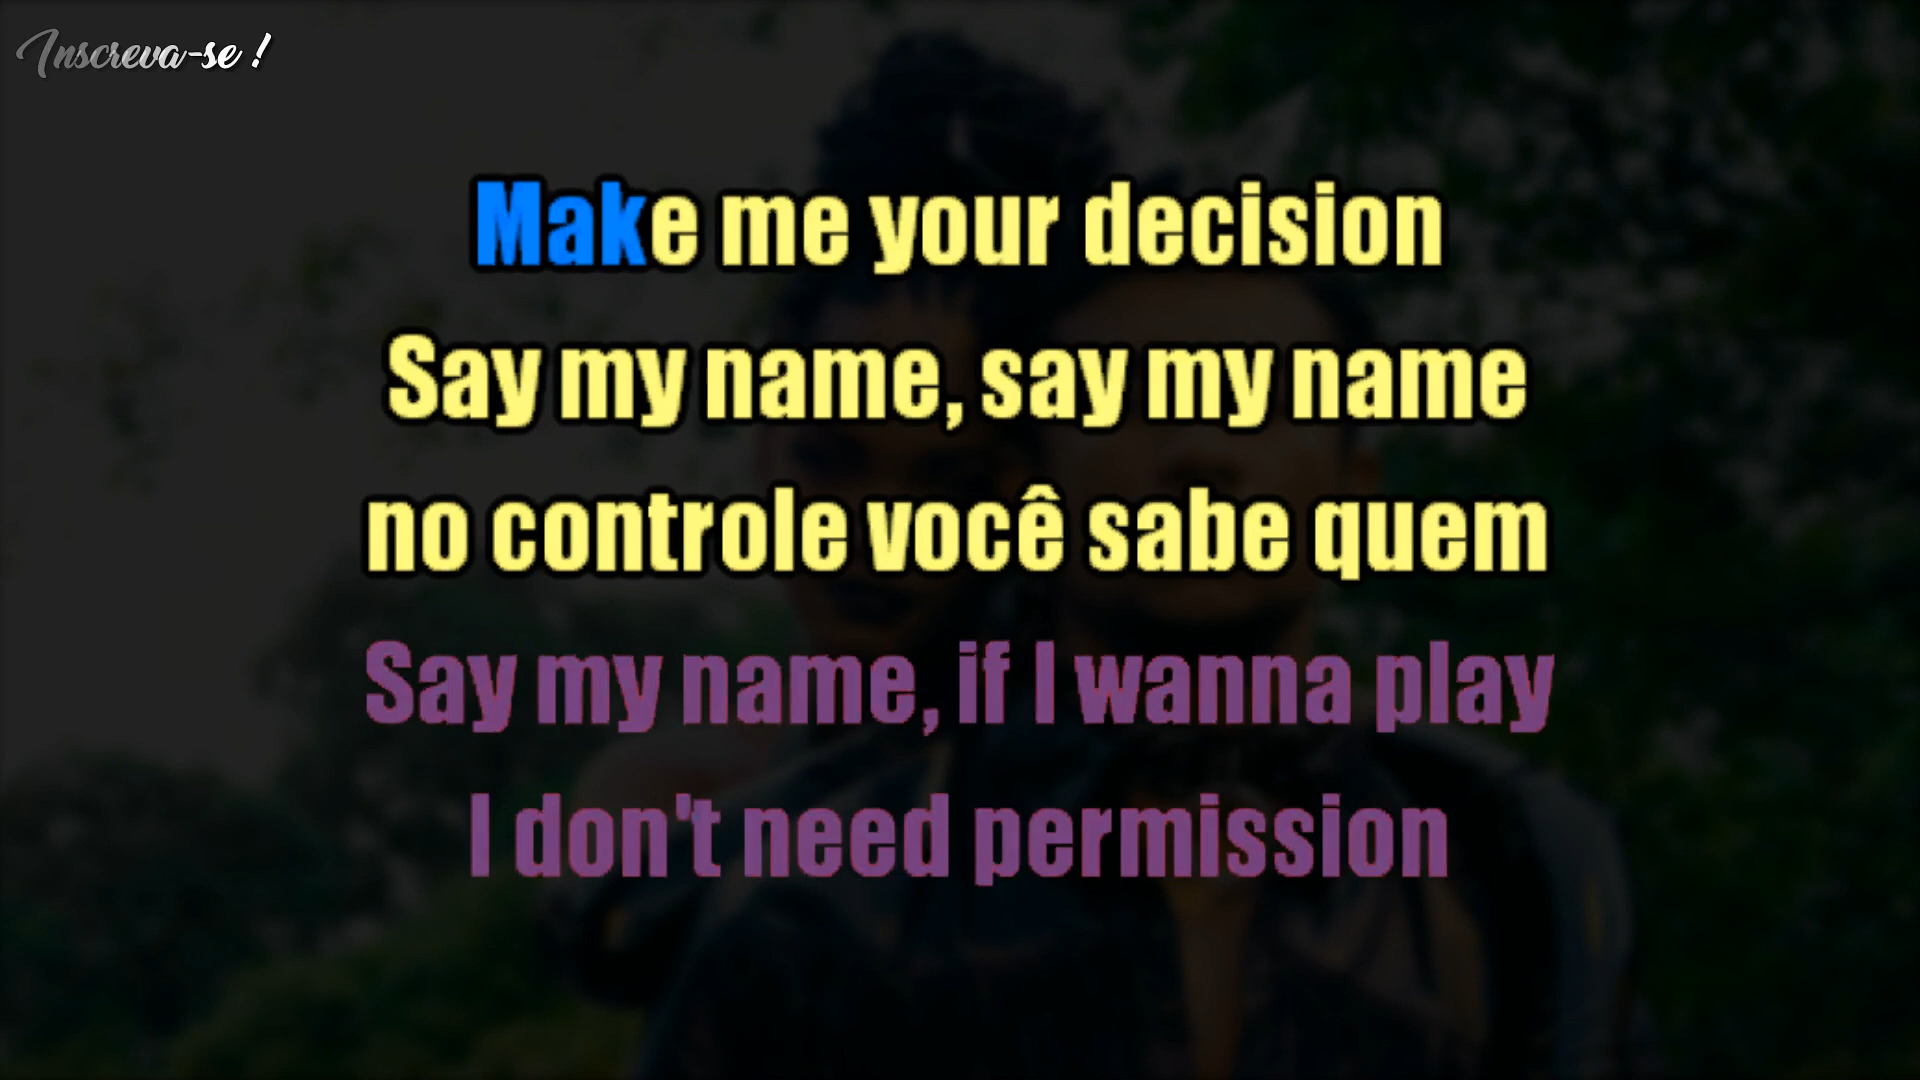 Inscreva-se !
Make me your decision
Say my name, say my name
no controle você sabe quem
Say my name, if I wanna play
I don't need permission